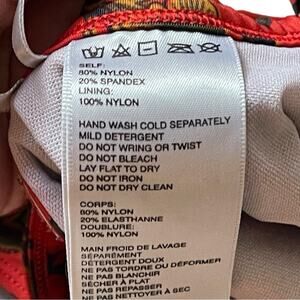 SELF:
80% NYLON
20% SPANDEX
LINING:
100% NYLON
HAND WASH COLD SEPARATELY
MILD DETERGENT
DO NOT WRING OR TWIST
DO NOT BLEACH
LAY FLAT TO DRY
DO NOT IRON
DO NOT DRY CLEAN
CORPS:
80% NYLON
20% ELASTHANNE
DOUBLURE:
100% NYLON
MAIN FROID DE LAVAGE
SÉPARÉMENT
DÉTERGENT DOUX
NE PAS TORDRE OU DÉFORMER
NE PAS BLANCHIR
SÉCHER À PLAT
NE PAS REPASSER
NE PAS NETTOYER À SEC